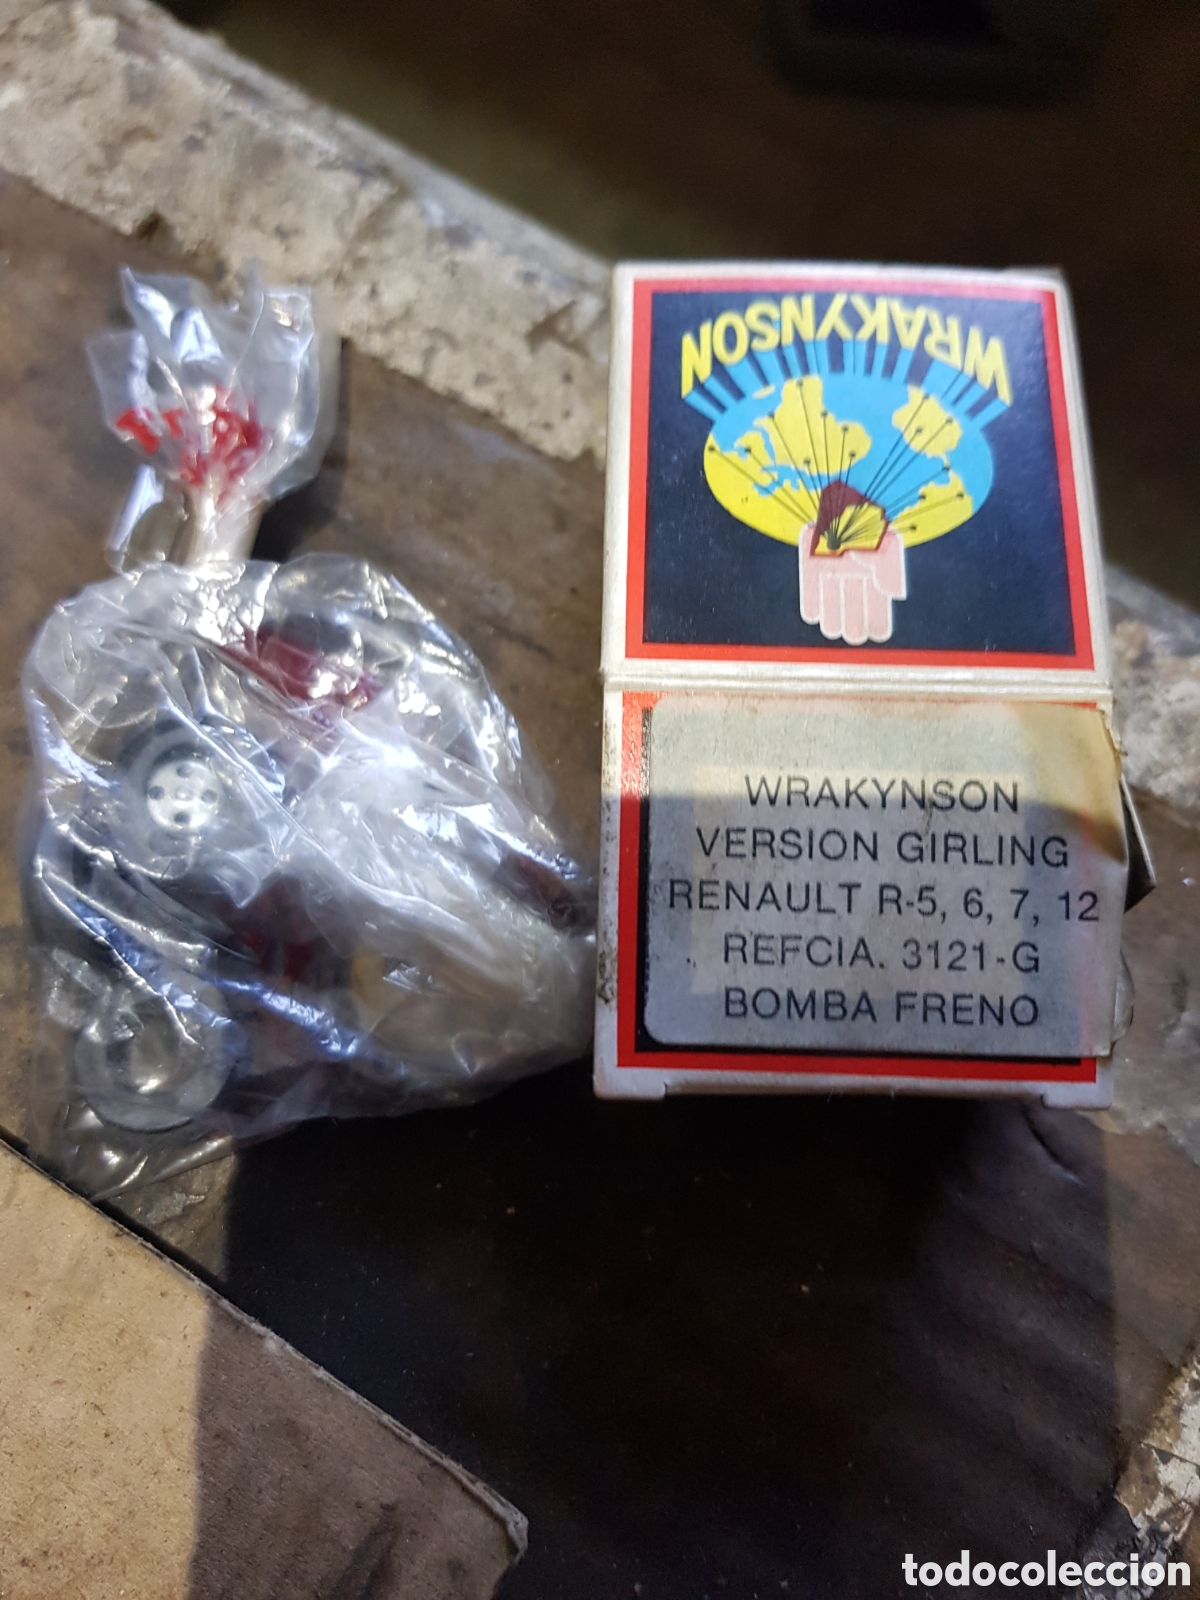 WRAKYNSON
WRAKYNSON
VERSION GIRLING
RENAULT R-5, 6, 7, 12
REFCIA. 3121-G
BOMBA FRENO
todocoleccion